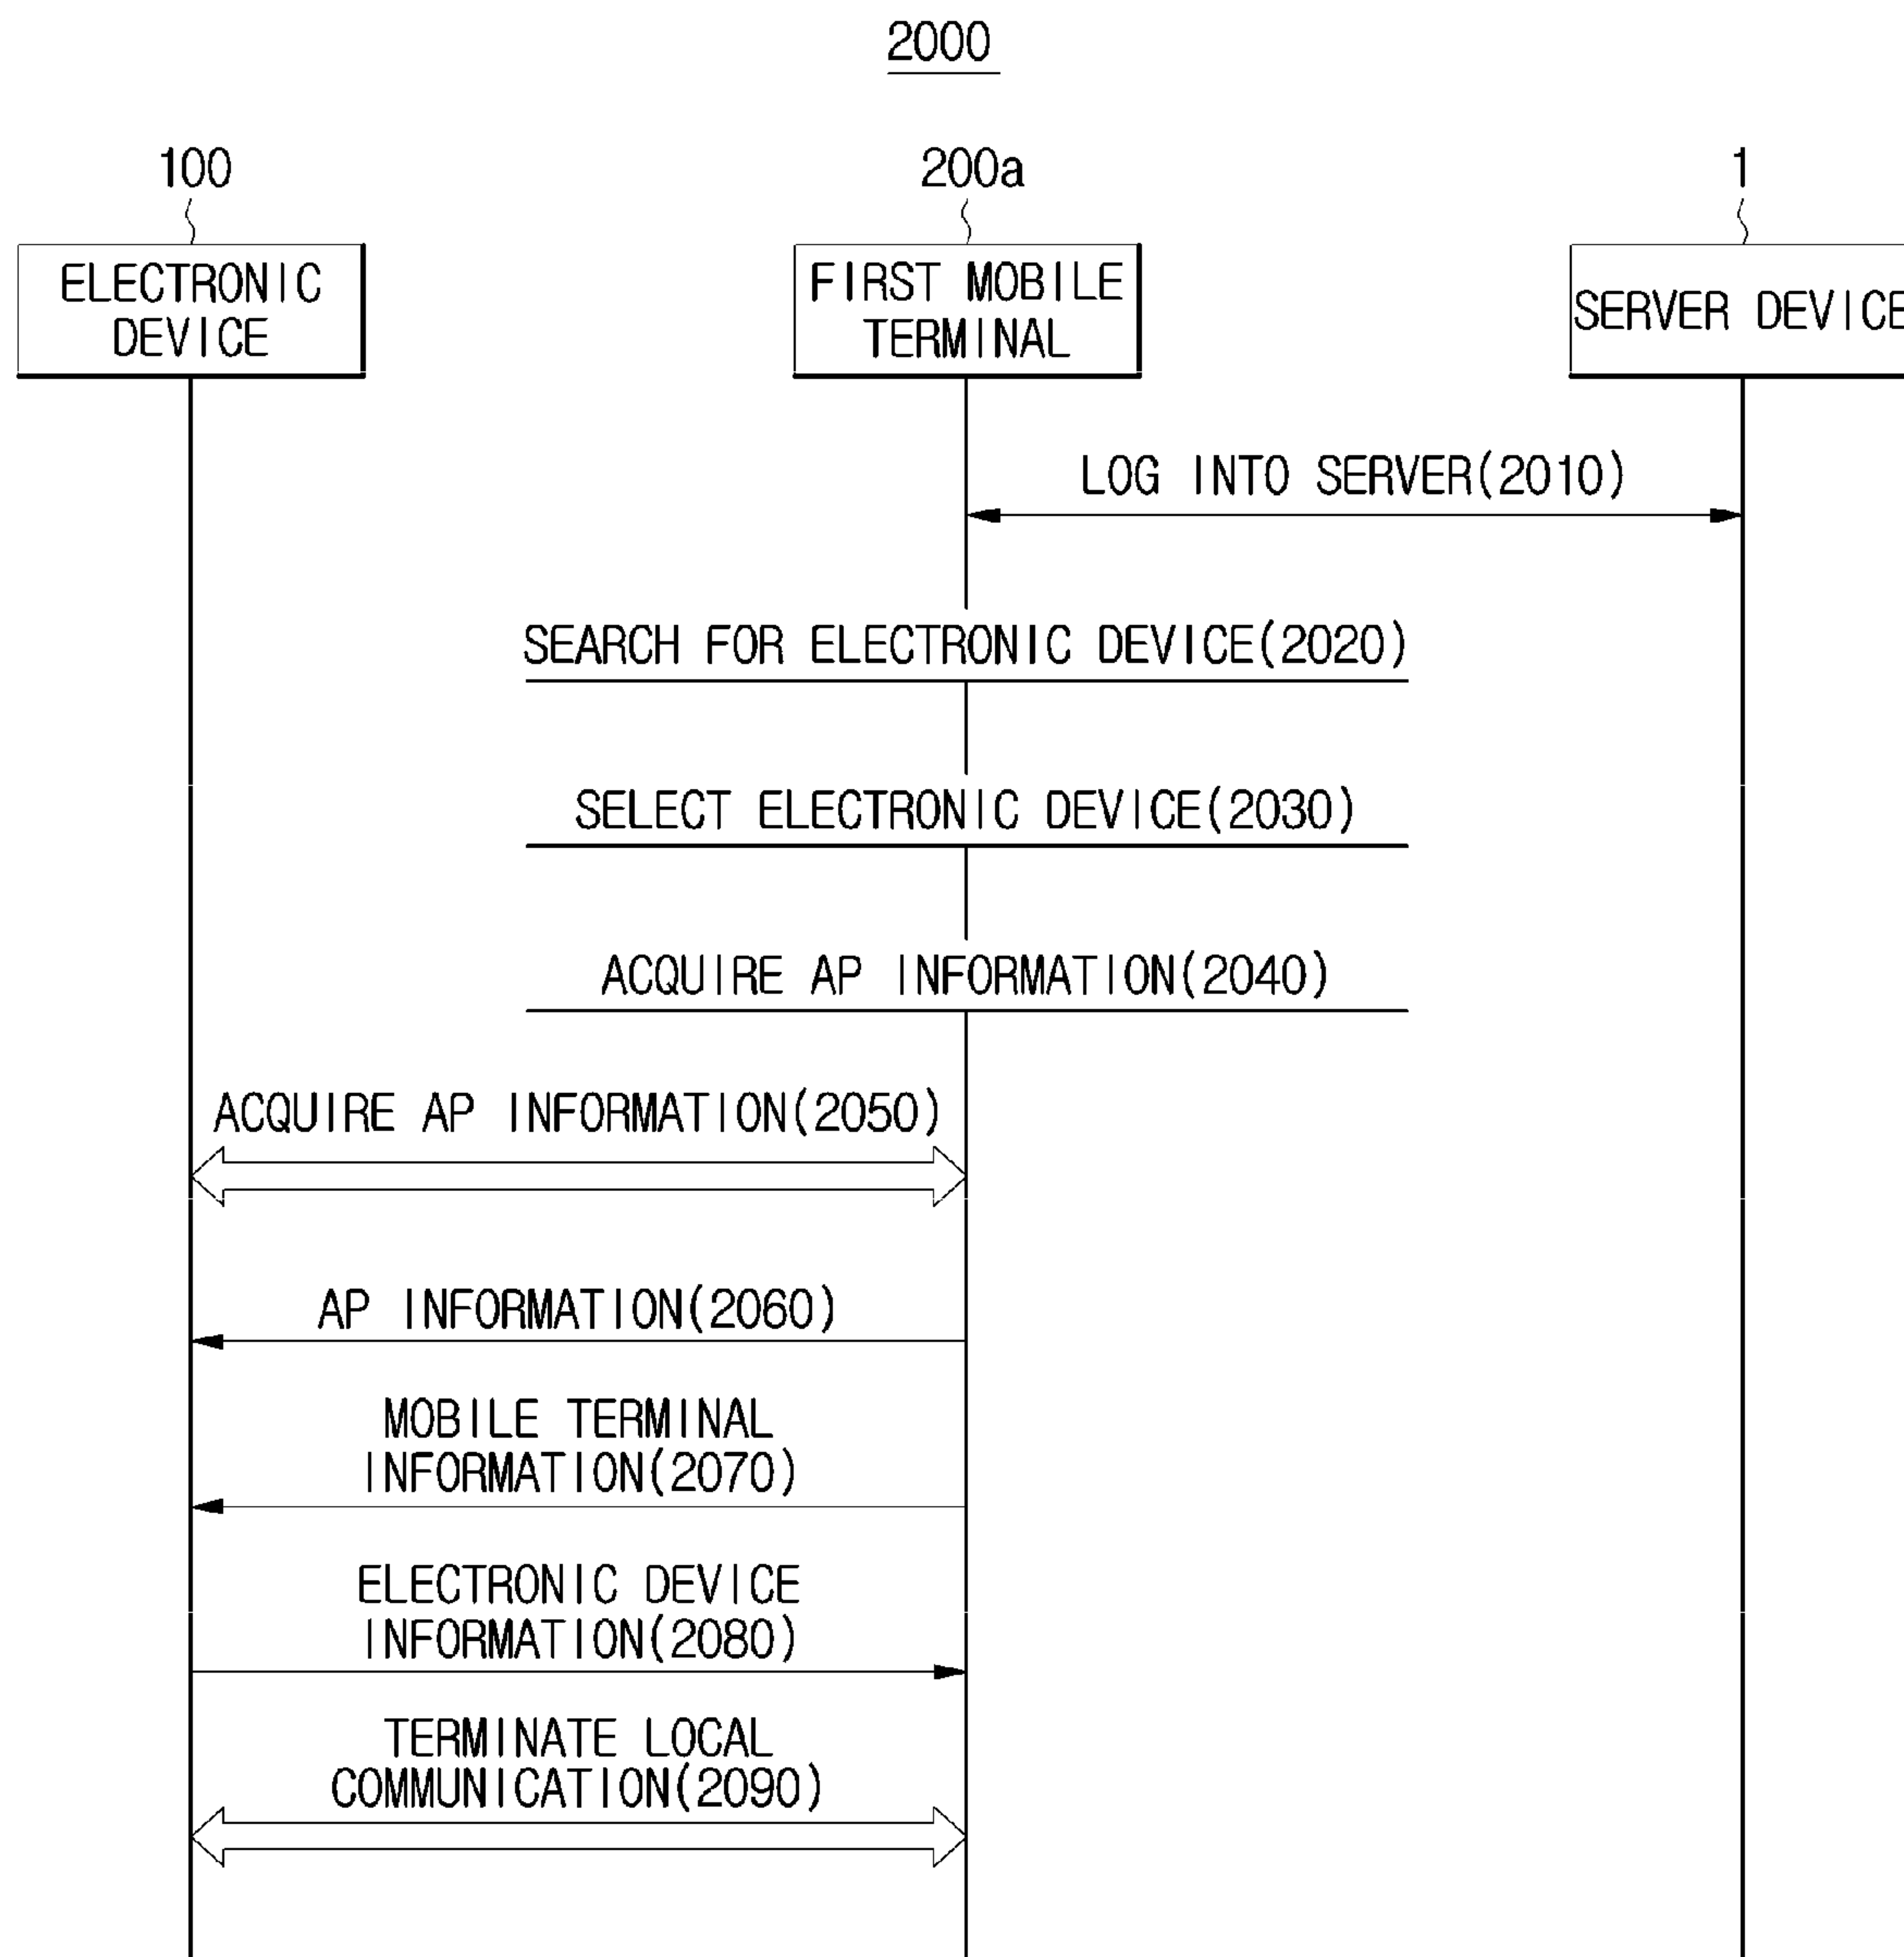 2000
100
200a
1
ELECTRONIC
DEVICE
FIRST MOBILE
TERMINAL
SERVER DEVICE
LOG INTO SERVER(2010)
SEARCH FOR ELECTRONIC DEVICE(2020)
SELECT ELECTRONIC DEVICE(2030)
ACQUIRE AP INFORMATION(2040)
ACQUIRE AP INFORMATION(2050)
AP INFORMATION(2060)
MOBILE TERMINAL
INFORMATION(2070)
ELECTRONIC DEVICE
INFORMATION(2080)
TERMINATE LOCAL
COMMUNICATION(2090)